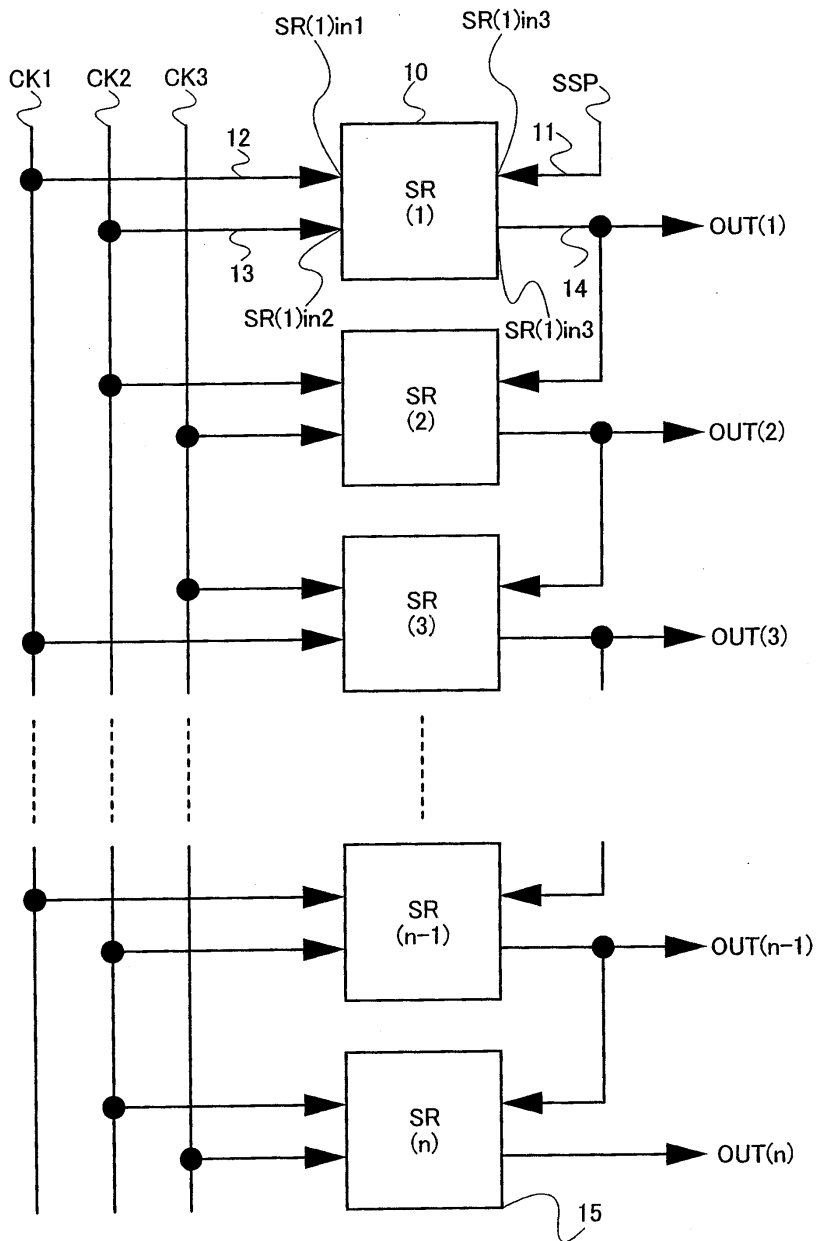 SR(1)in1
SR(1)in3
CK1
CK2
CK3
10
SSP
12
11
SR
(1)
OUT(1)
13
14
SR(1)in2
SR(1)in3
SR
(2)
OUT(2)
SR
(3)
OUT(3)
SR
(n-1)
OUT(n-1)
SR
(n)
OUT(n)
15